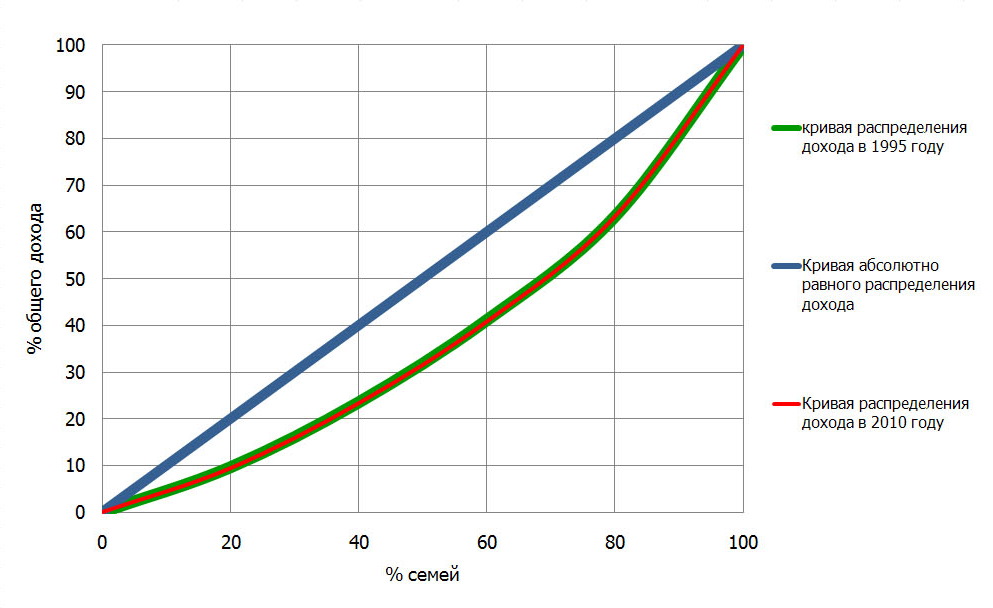 100
90
80
70
60
50
40
30
20
10
0
0 20 40 60 80 100
% общего дохода
% семей
кривая распределения
дохода в 1995 году
Кривая абсолютно
равного распределения
дохода
Кривая распределения
дохода в 2010 году